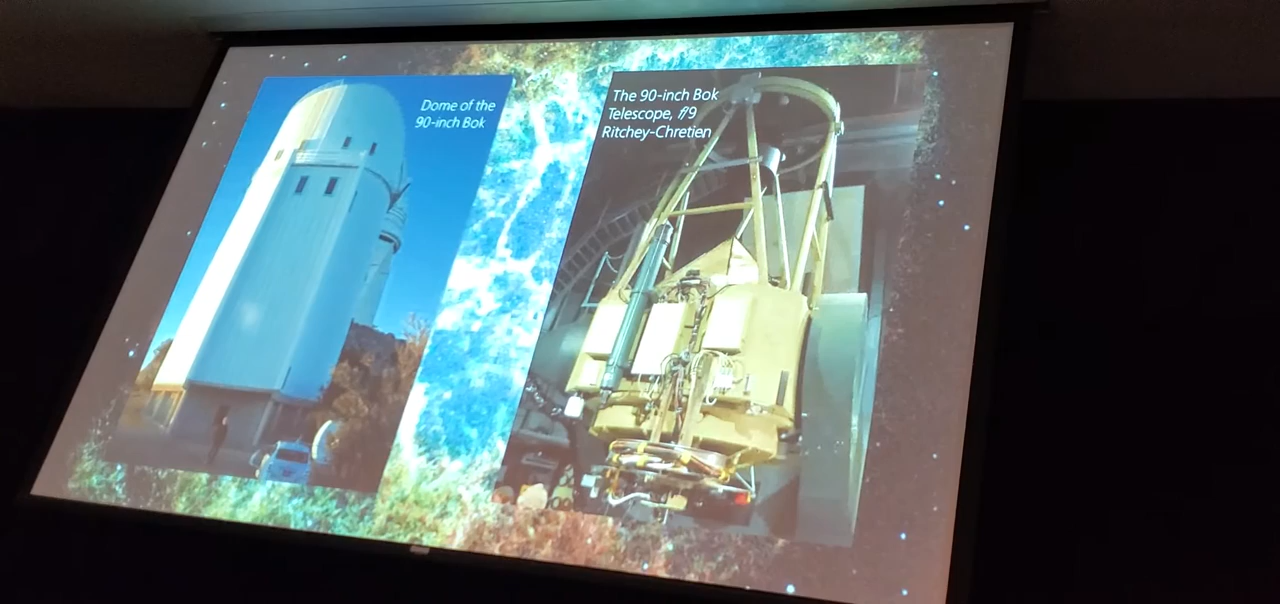 Dome of the
90-inch Bok
The 90-inch Bok
Telescope, f/9
Ritchey-Chretien